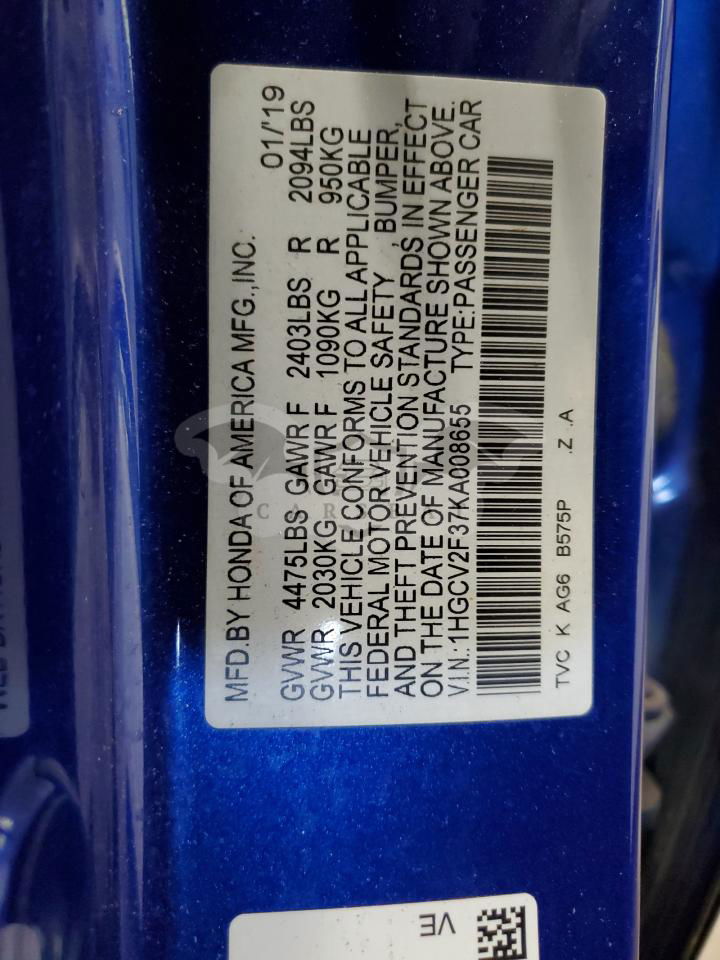 MFD.BY HONDA OF AMERICA MFG.,INC. 01/'19
GVWR 4475LBS GAWR F 2403LBS R 2094LBS
GVWR 2030KG GAWR F 1090KG R 950KG
THIS VEHICLE CONFORMS TO ALL APPLICABLE
FEDERAL MOTOR VEHICLE SAFETY , BUMPER,
AND THEFT PREVENTION STANDARDS IN EFFECT
ON THE DATE OF MANUFACTURE SHOWN ABOVE.
V.I.N.: 1HGCV2F37KA008655 TYPE:PASSENGER CAR
TVC K AG6 B575P .Z .A
VE